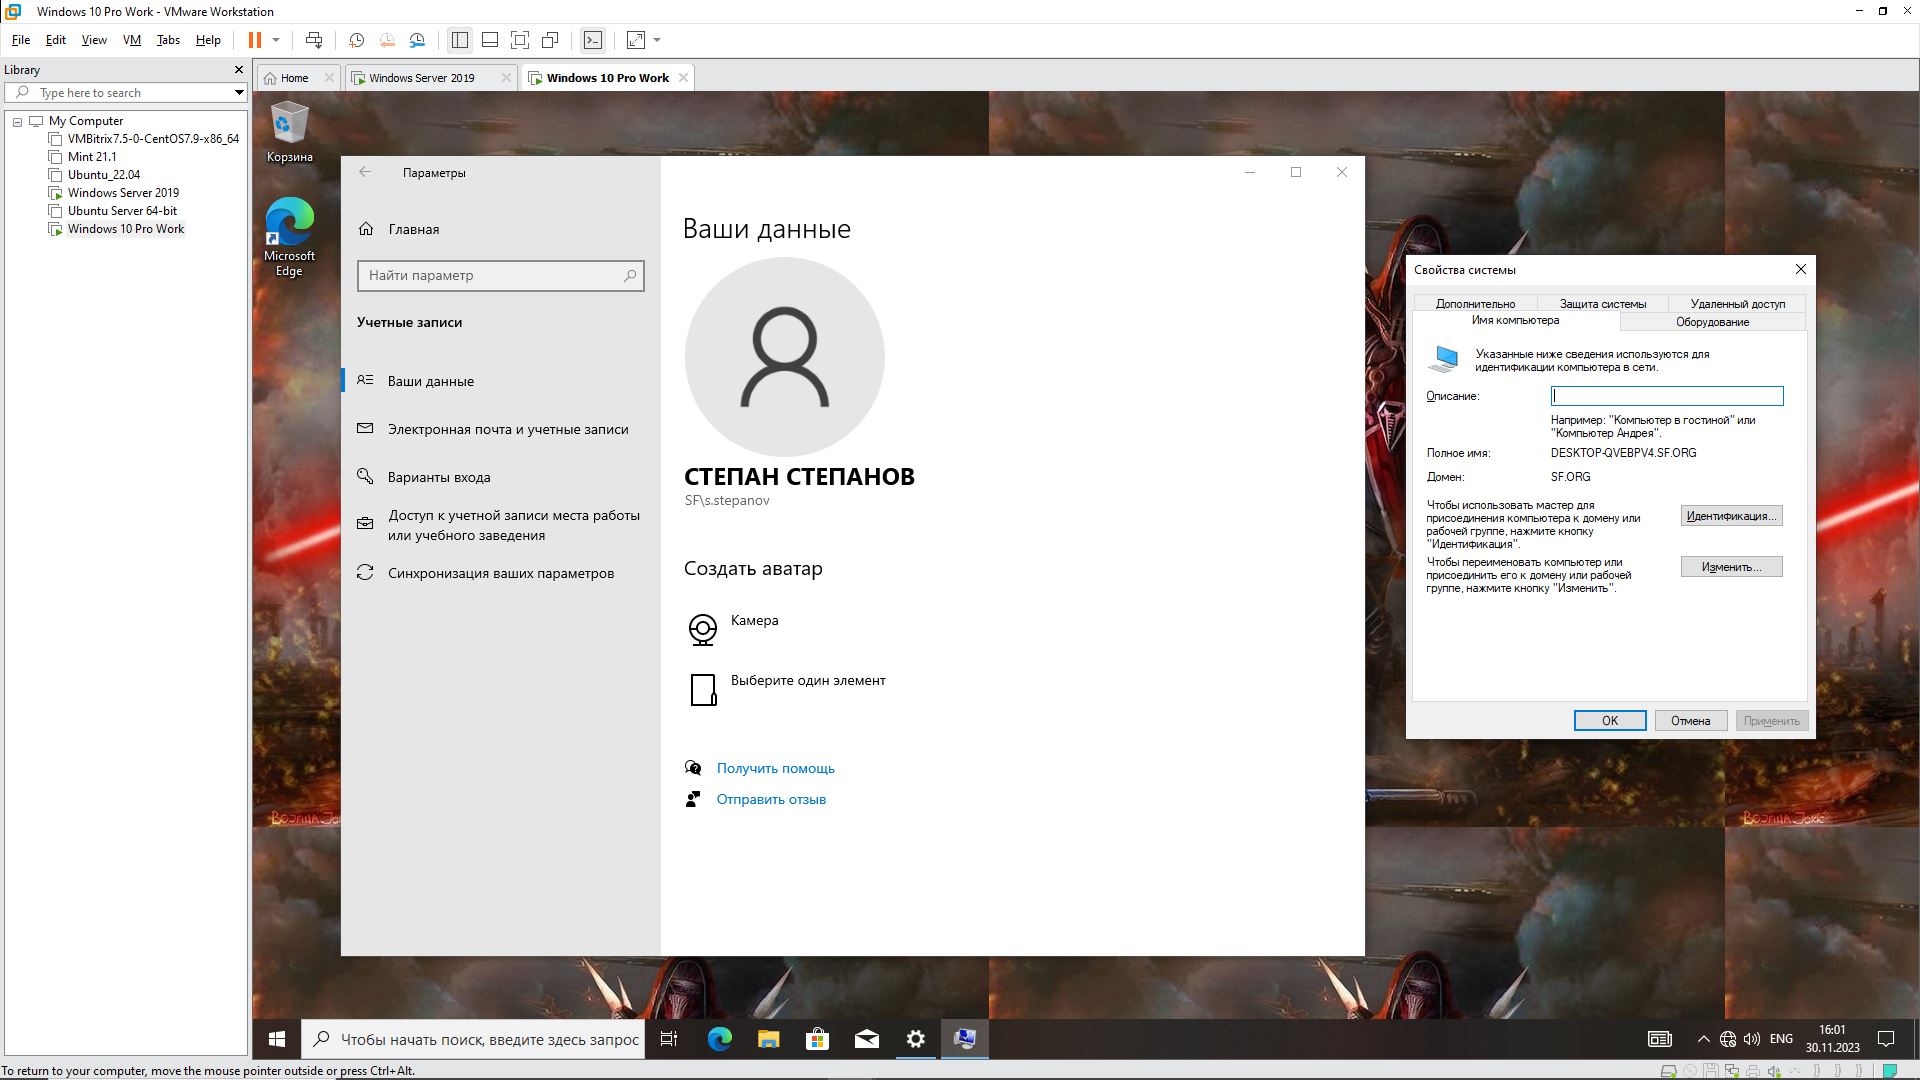 Windows 10 Pro Work - VMware Workstation
File Edit View VM Tabs Help
Library
Type here to search
My Computer
VMBitrix7.5-0-CentOS7.9-x86_64
Mint 21.1
Ubuntu_22.04
Windows Server 2019
Ubuntu Server 64-bit
Windows 10 Pro Work
Home
Windows Server 2019
Windows 10 Pro Work
Корзина
Microsoft
Edge
Параметры
Главная
Найти параметр
Учетные записи
Ваши данные
Электронная почта и учетные записи
Варианты входа
Доступ к учетной записи места работы
или учебного заведения
Синхронизация ваших параметров
Ваши данные
СТЕПАН СТЕПАНОВ
SF\s.stepanov
Создать аватар
Камера
Выберите один элемент
Получить помощь
Отправить отзыв
Свойства системы
Дополнительно
Защита системы
Удаленный доступ
Имя компьютера
Оборудование
Указанные ниже сведения используются для
идентификации компьютера в сети.
Описание:
Например: "Компьютер в гостиной" или
"Компьютер Андрея".
Полное имя:
DESKTOP-QVEBPV4.SF.ORG
Домен:
SF.ORG
Чтобы использовать мастер для
присоединения компьютера к домену или
рабочей группе, нажмите кнопку
"Идентификация".
Идентификация...
Чтобы переименовать компьютер или
присоединить его к домену или рабочей
группе, нажмите кнопку "Изменить".
Изменить...
OK
Отмена
Применить
Чтобы начать поиск, введите здесь запрос
ENG
16:01
30.11.2023
To return to your computer, move the mouse pointer outside or press Ctrl+Alt.